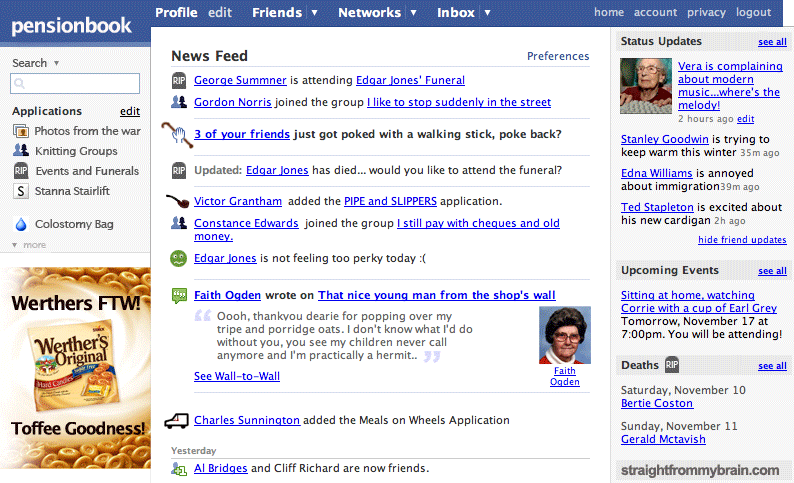 pensionbook
Profile edit Friends ▼ Networks ▼ Inbox ▼ home account privacy logout
Search ▼
Applications edit
Photos from the war
Knitting Groups
RIP Events and Funerals
S Stanna Stairlift
Colostomy Bag
▼ more
Werthers FTW!
STORCK
Werther's
Original
Sugar Free
Hard Candies
Toffee Goodness!
News Feed Preferences
RIP George Summner is attending Edgar Jones' Funeral
Gordon Norris joined the group I like to stop suddenly in the street
3 of your friends just got poked with a walking stick, poke back?
RIP Updated: Edgar Jones has died... would you like to attend the funeral?
Victor Grantham added the PIPE and SLIPPERS application.
Constance Edwards joined the group I still pay with cheques and old
money.
Edgar Jones is not feeling too perky today :(
Faith Ogden wrote on That nice young man from the shop's wall
“ Oooh, thankyou dearie for popping over my
tripe and porridge oats. I don't know what I'd do
without you, you see my children never call
anymore and I'm practically a hermit.. ”
See Wall-to-Wall
Faith
Ogden
Charles Sunnington added the Meals on Wheels Application
Yesterday
Al Bridges and Cliff Richard are now friends.
Status Updates see all
Vera is complaining
about modern
music...where's the
melody!
2 hours ago edit
Stanley Goodwin is trying to
keep warm this winter 35m ago
Edna Williams is annoyed
about immigration39m ago
Ted Stapleton is excited about
his new cardigan 2h ago
hide friend updates
Upcoming Events see all
Sitting at home, watching
Corrie with a cup of Earl Grey
Tomorrow, November 17 at
7:00pm. You will be attending!
Deaths RIP see all
Saturday, November 10
Bertie Coston
Sunday, November 11
Gerald Mctavish
straightfrommybrain.com